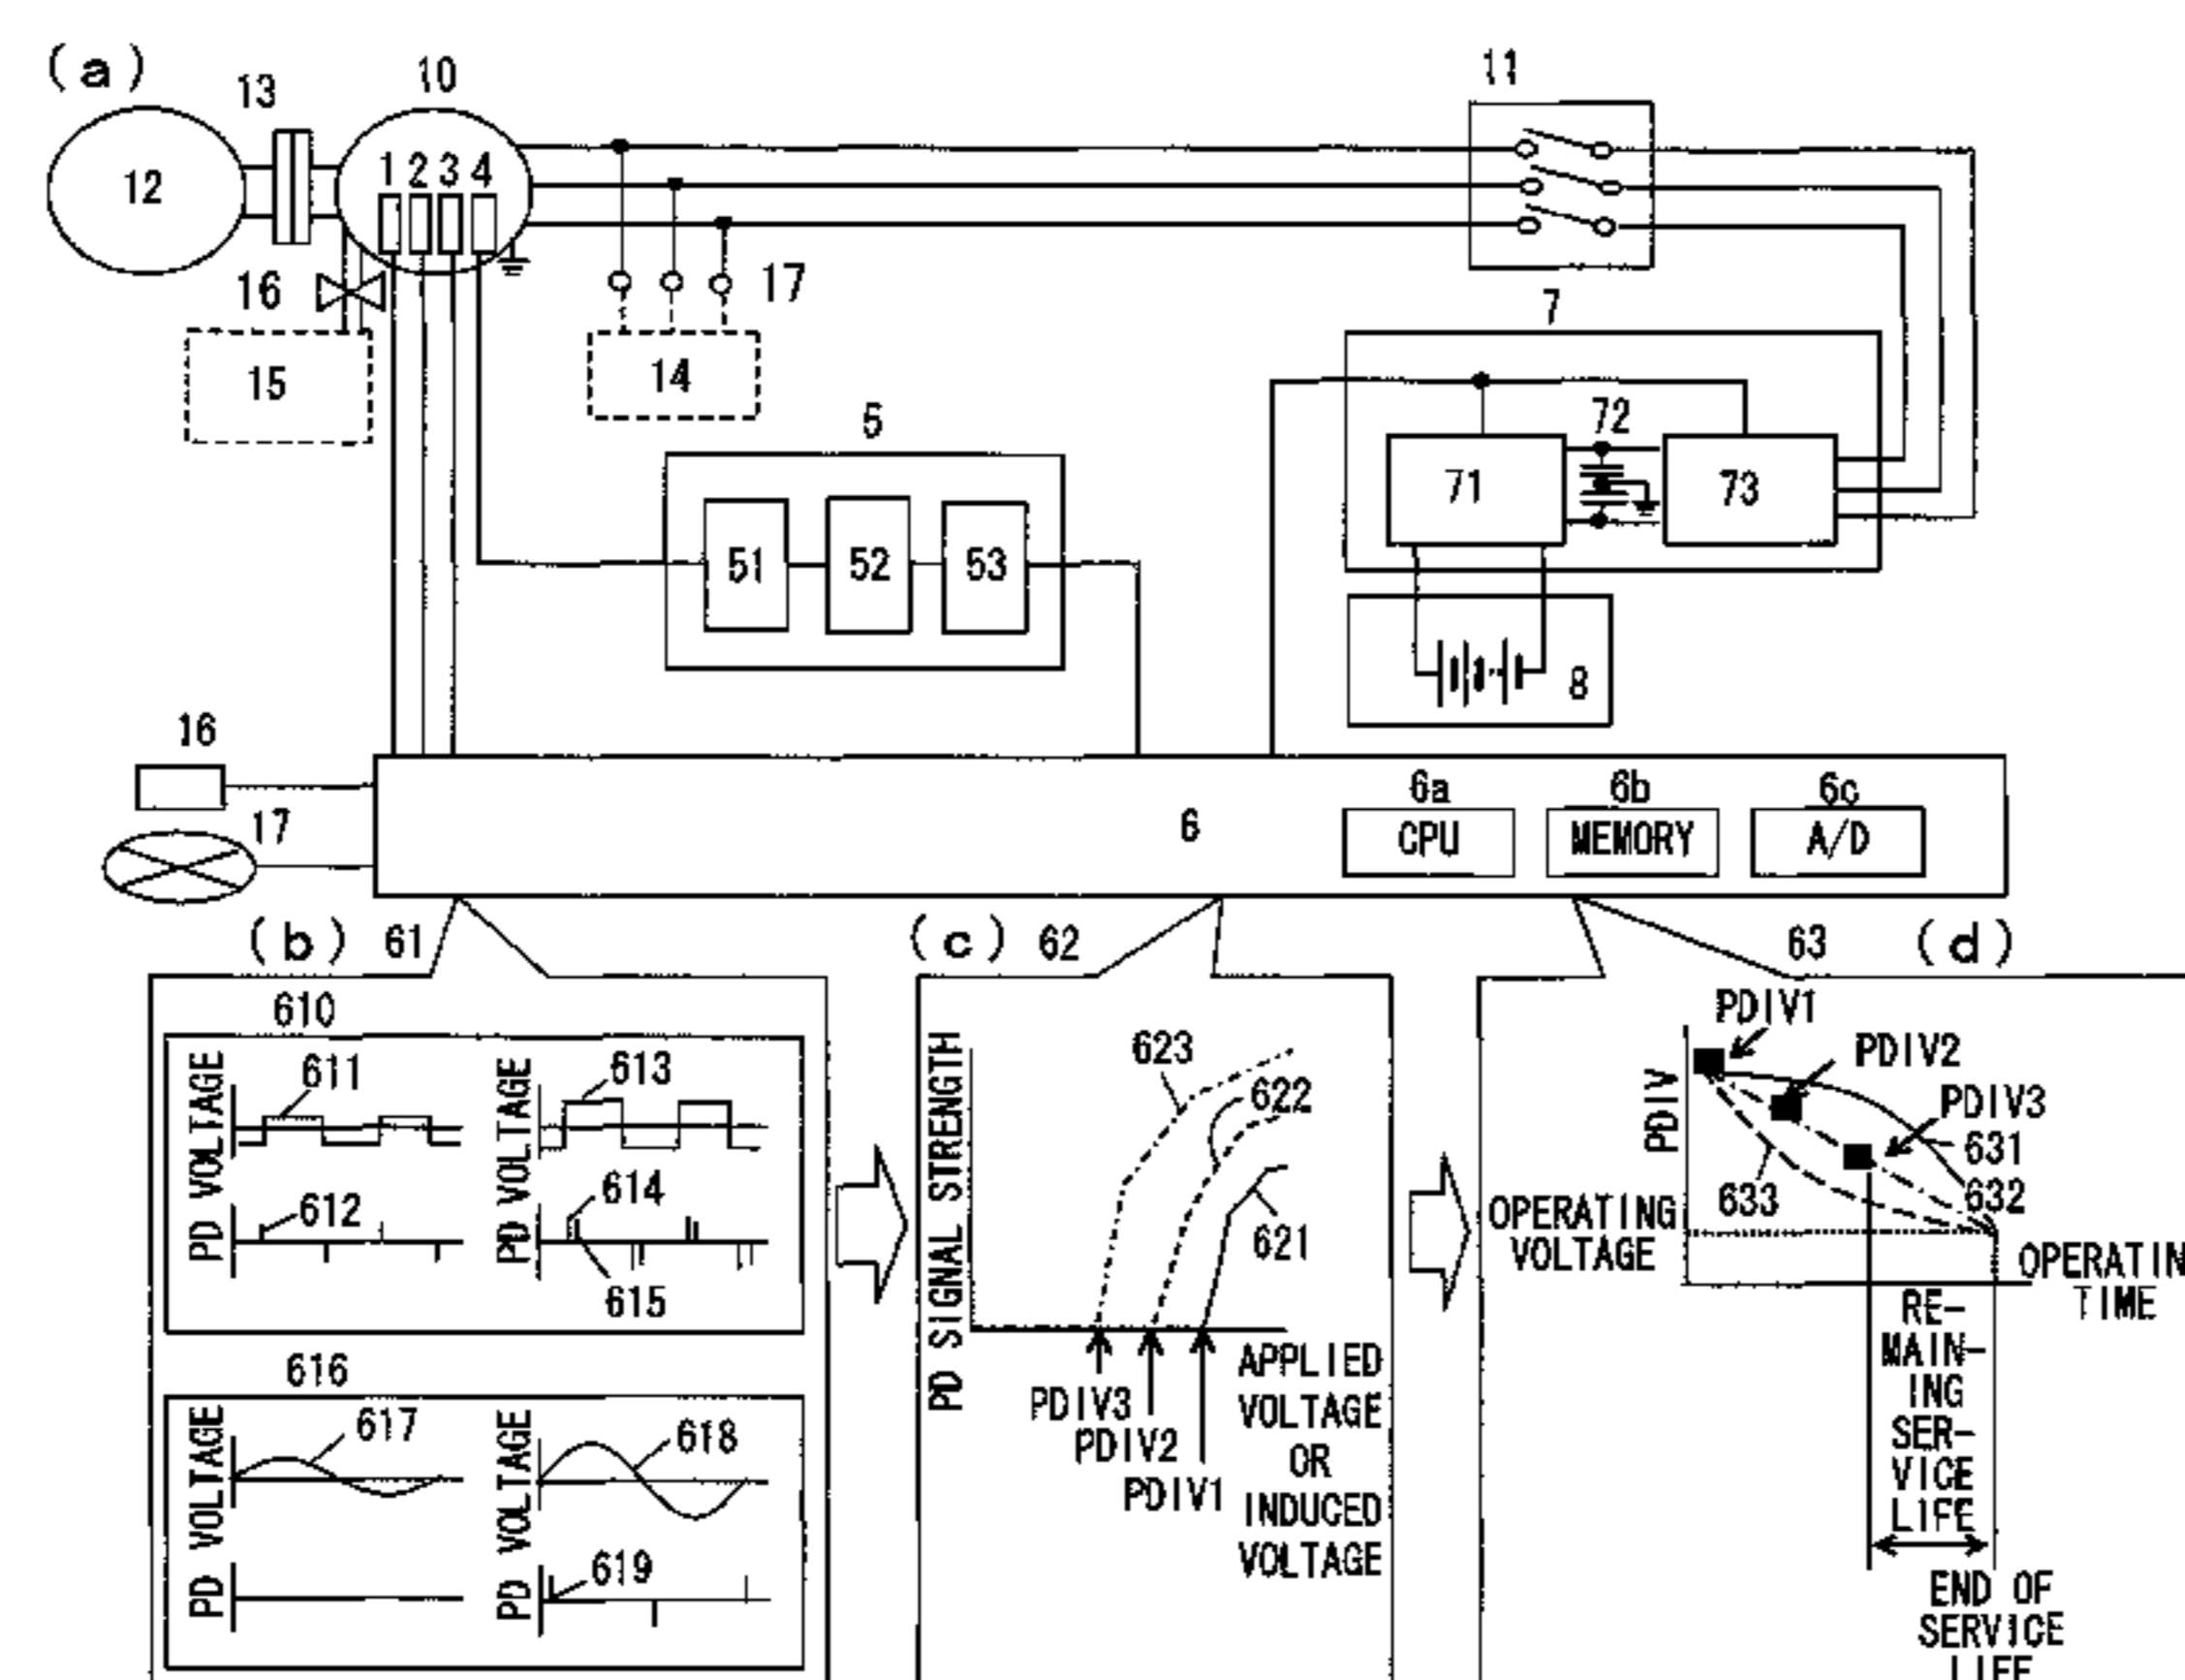 (a)
13
10
11
12
1 2 3 4
16
17
7
15
14
5
72
71
73
51
52
53
8
16
6a
6b
6c
17
6
CPU
MEMORY
A/D
(b)
61
(c)
62
63
(d)
610
PD VOLTAGE
611
612
PD VOLTAGE
613
614
615
616
PD VOLTAGE
617
PD VOLTAGE
618
619
PD SIGNAL STRENGTH
623
622
621
PDIV3
PDIV2
PDIV1
APPLIED
VOLTAGE
OR
INDUCED
VOLTAGE
PDIV1
PDIV2
PDIV3
PDIV
631
632
633
OPERATING
VOLTAGE
OPERATIN
TIME
RE-
MAIN-
ING
SER-
VICE
LIFE
END OF
SERVICE
LIFE